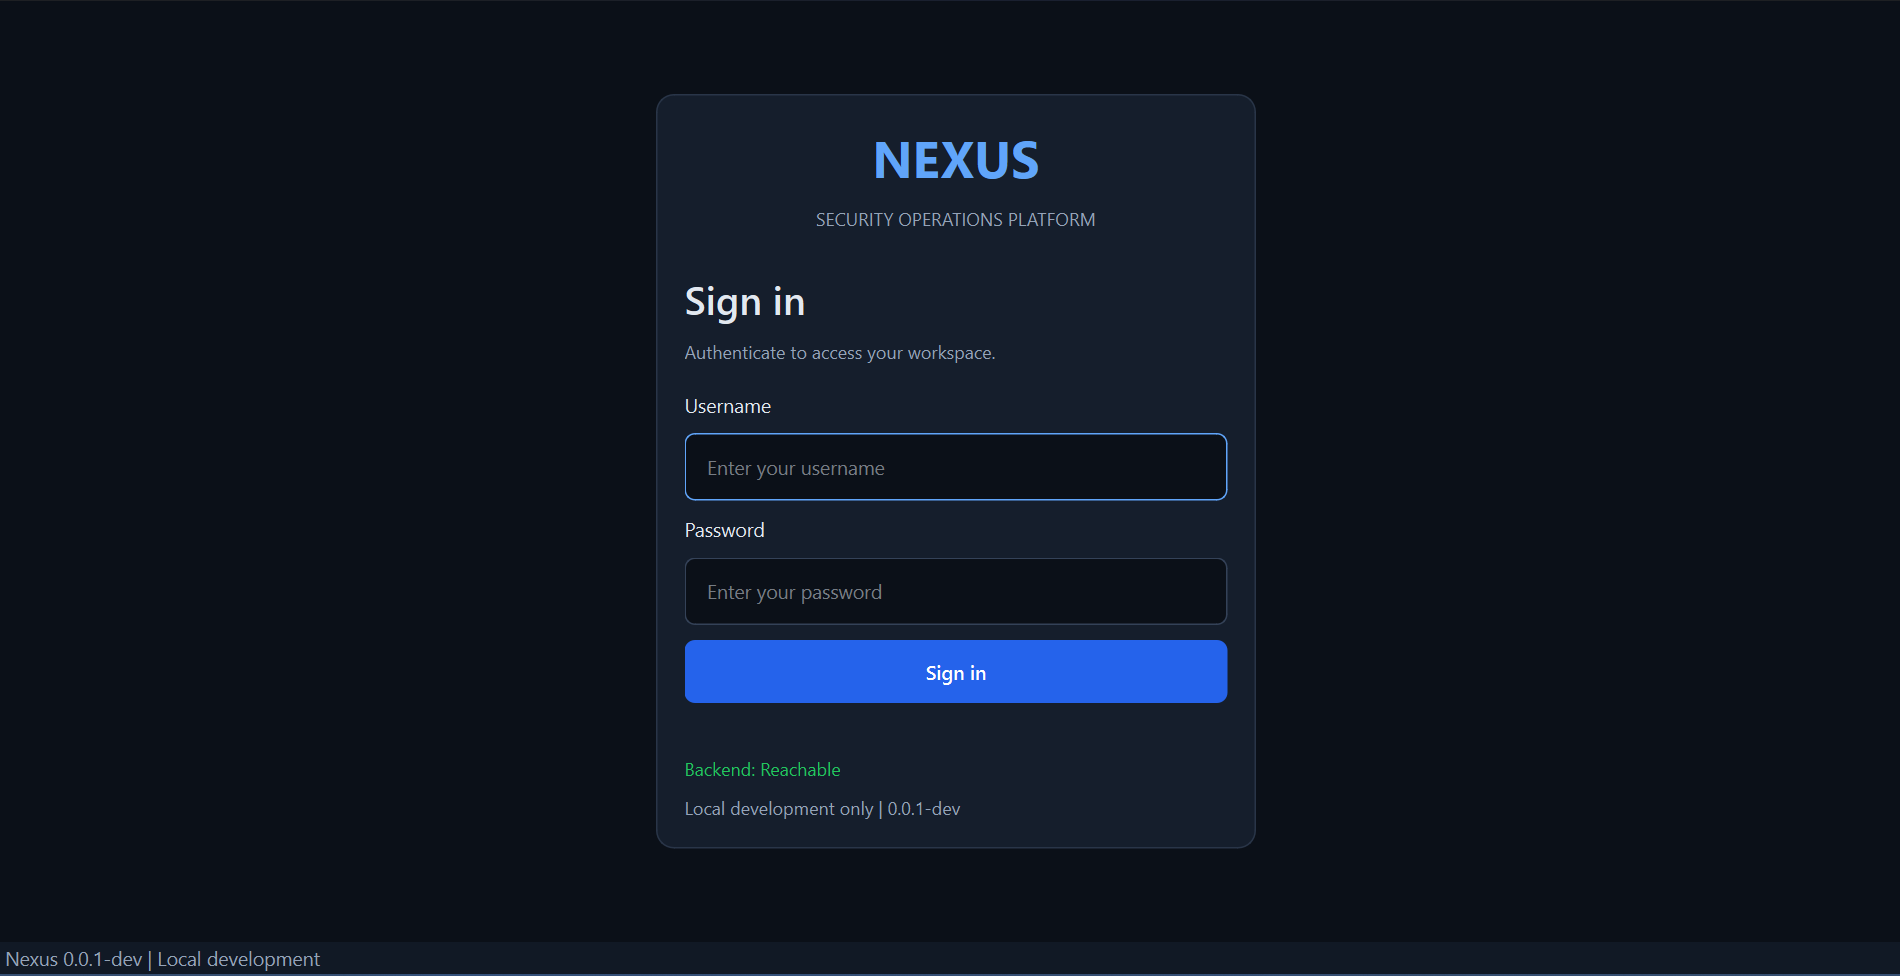 NEXUS
SECURITY OPERATIONS PLATFORM
Sign in
Authenticate to access your workspace.
Username
Enter your username
Password
Enter your password
Sign in
Backend: Reachable
Local development only | 0.0.1-dev
Nexus 0.0.1-dev | Local development